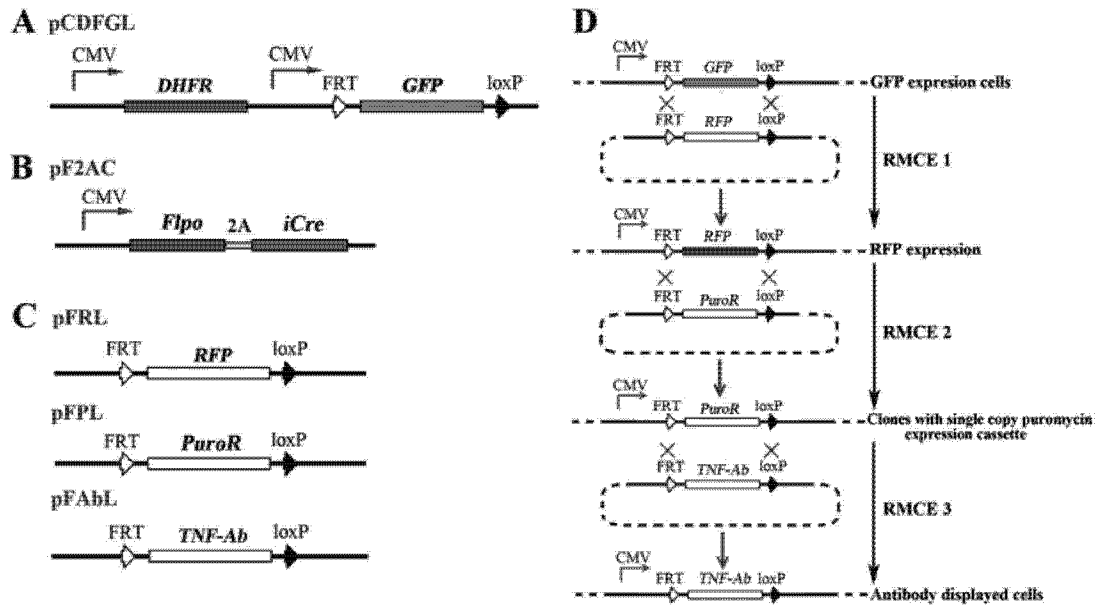 A pCDFGL
CMV CMV
DHFR FRT GFP loxP
B pF2AC
CMV
Flpo 2A iCre
C pFRL
FRT RFP loxP
pFPL
FRT PuroR loxP
pFAbL
FRT TNF-Ab loxP
D
CMV
FRT GFP loxP
GFP expresion cells
FRT RFP loxP
RMCE 1
CMV
FRT RFP loxP
RFP expression
FRT PuroR loxP
RMCE 2
CMV
FRT PuroR loxP
Clones with single copy puromycin
expression cassette
FRT TNF-Ab loxP
RMCE 3
CMV
FRT TNF-Ab loxP
Antibody displayed cells